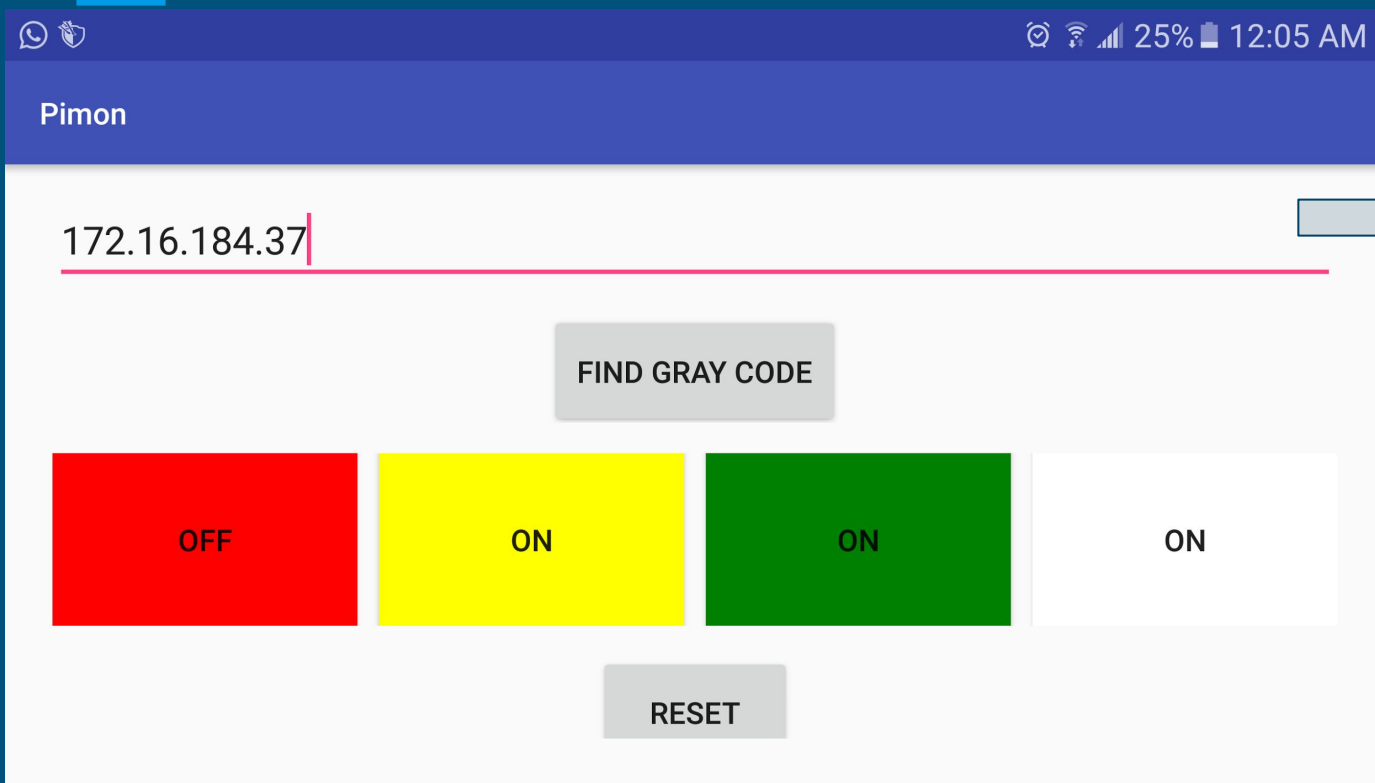 25% 12:05 AM
Pimon
172.16.184.37
FIND GRAY CODE
OFF ON ON ON
RESET